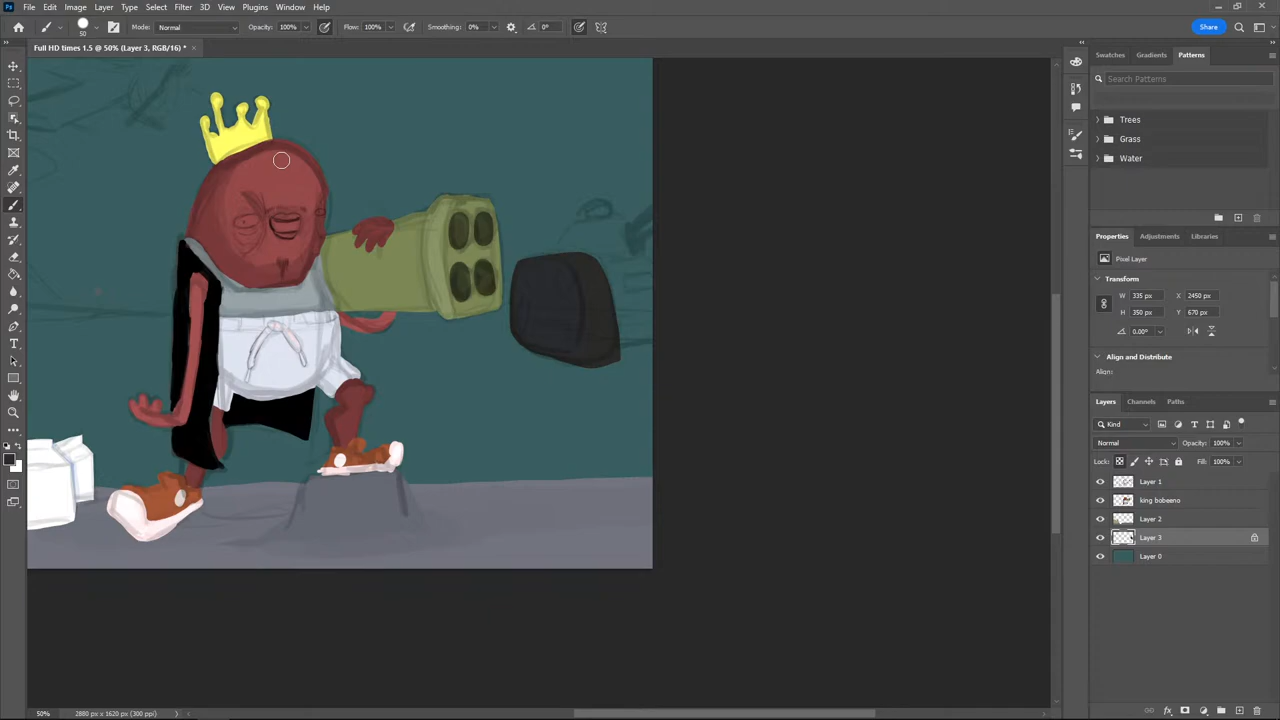 Ps File Edit Image Layer Type Select Filter 3D View Plugins Window Help
50 Mode: Normal Opacity: 100% Flow: 100% Smoothing: 0% 0° Share
Full HD times 1.5 @ 50% (Layer 3, RGB/16) * ×
Swatches Gradients Patterns
Search Patterns
Trees
Grass
Water
Properties Adjustments Libraries
Pixel Layer
Transform
W 335 px X 2450 px
H 350 px Y 670 px
0.00°
Align and Distribute
Align:
Layers Channels Paths
Kind
Normal Opacity: 100%
Lock: Fill: 100%
Layer 1
king bobeeno
Layer 2
Layer 3
Layer 0
fx
50% 2880 px x 1620 px (300 ppi)